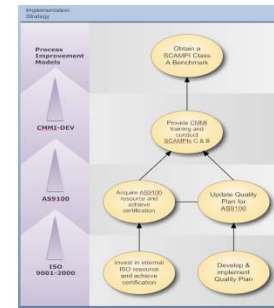 Implementation
Strategy
Process
Improvement
Models
Obtain a
SCAMPI Class
A Benchmark
CMMI-DEV
Provide CMMI
training and
conduct
SCAMPIs C & B
AS9100
Acquire AS9100
resource and
achieve
certification
Update Quality
Plan for
AS9100
ISO
9001-2000
Invest in internal
ISO resource and
achieve
certification
Develop &
implement
Quality Plan